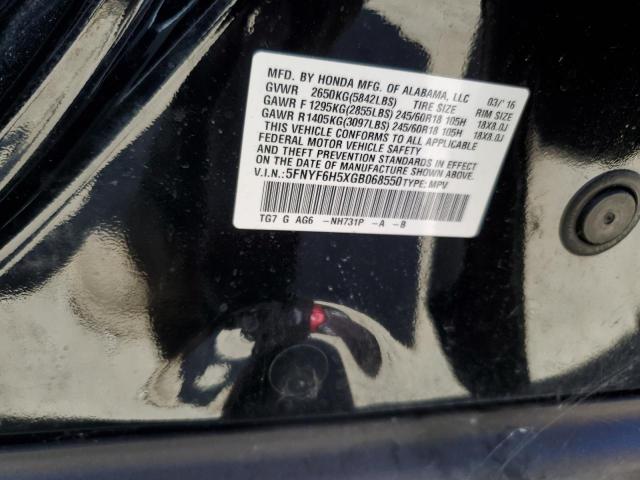 MFD. BY HONDA MFG. OF ALABAMA, LLC 03/'16
GVWR 2650KG(5842LBS) TIRE SIZE RIM SIZE
GAWR F 1295KG(2855LBS) 245/60R18 105H 18X8.0J
GAWR R1405KG(3097LBS) 245/60R18 105H 18X8.0J
THIS VEHICLE CONFORMS TO ALL APPLICABLE
FEDERAL MOTOR VEHICLE SAFETY
AND THEFT PREVENTION STANDARDS IN EFFECT
ON THE DATE OF MANUFACTURE SHOWN ABOVE.
V.I.N.:5FNYF6H5XGB068550 TYPE:MPV
TG7 G AG6 -NH731P -A -B